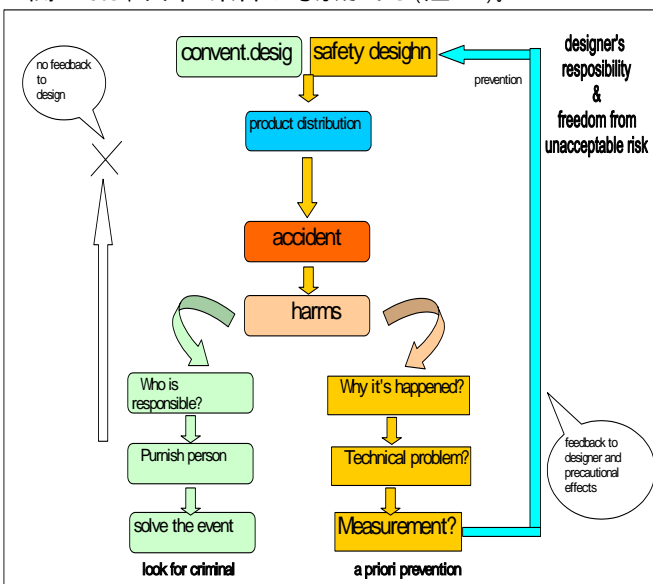 convent.desig
safety desighn
designer's
resposibility
&
freedom from
unacceptable risk
no feedback
to
design
prevention
product distribution
accident
harms
Who is
responsible?
Why it's happened?
Purnish person
Technical problem?
feedback to
designer and
precautional
effects
solve the event
Measurement?
look for criminal
a priori prevention